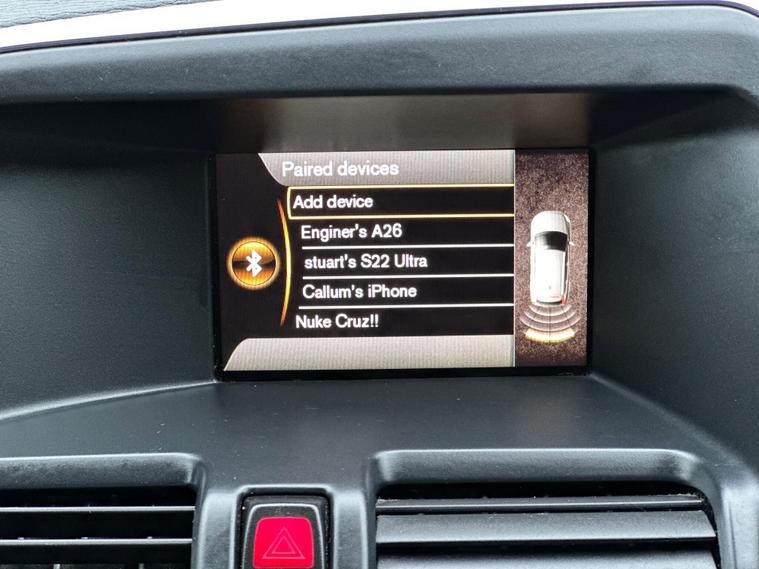 Paired devices
Add device
Enginer's A26
stuart's S22 Ultra
Callum's iPhone
Nuke Cruz!!